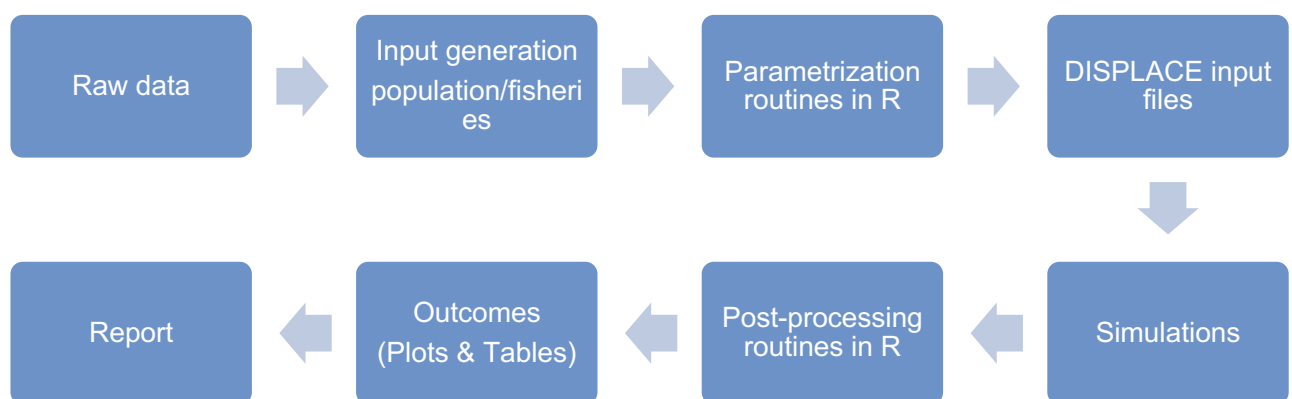 Raw data
Input generation
population/fisheri
es
Parametrization
routines in R
DISPLACE input
files
Report
Outcomes
(Plots & Tables)
Post-processing
routines in R
Simulations